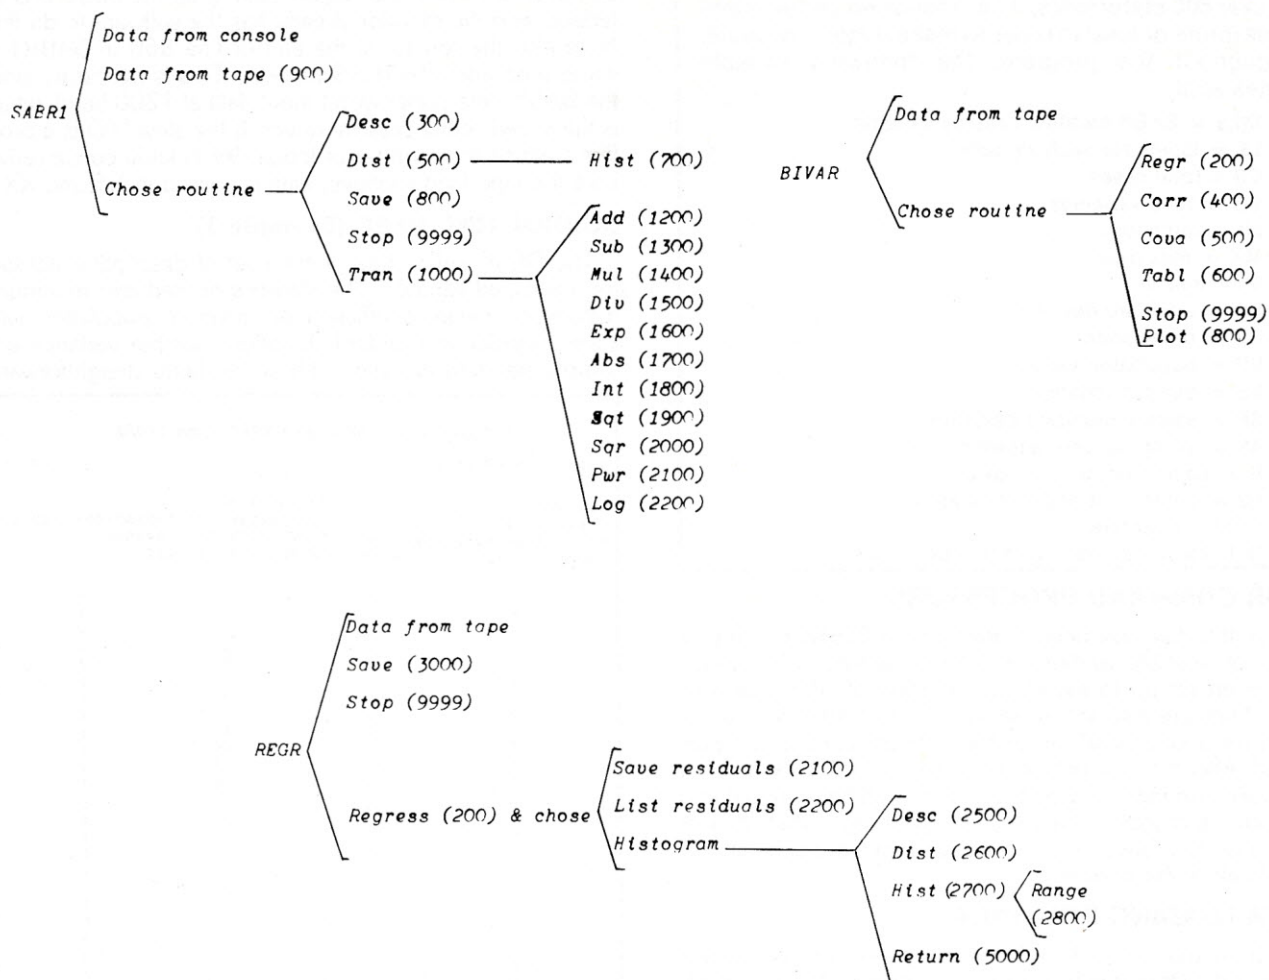 SABR1
Data from console
Data from tape (900)
Chose routine
Desc (300)
Dist (500)
Hist (700)
Save (800)
Stop (9999)
Tran (1000)
Add (1200)
Sub (1300)
Mul (1400)
Div (1500)
Exp (1600)
Abs (1700)
Int (1800)
Sqt (1900)
Sqr (2000)
Pwr (2100)
Log (2200)
BIVAR
Data from tape
Chose routine
Regr (200)
Corr (400)
Cova (500)
Tabl (600)
Stop (9999)
Plot (800)
REGR
Data from tape
Save (3000)
Stop (9999)
Regress (200) & chose
Save residuals (2100)
List residuals (2200)
Histogram
Desc (2500)
Dist (2600)
Hist (2700)
Range
(2800)
Return (5000)